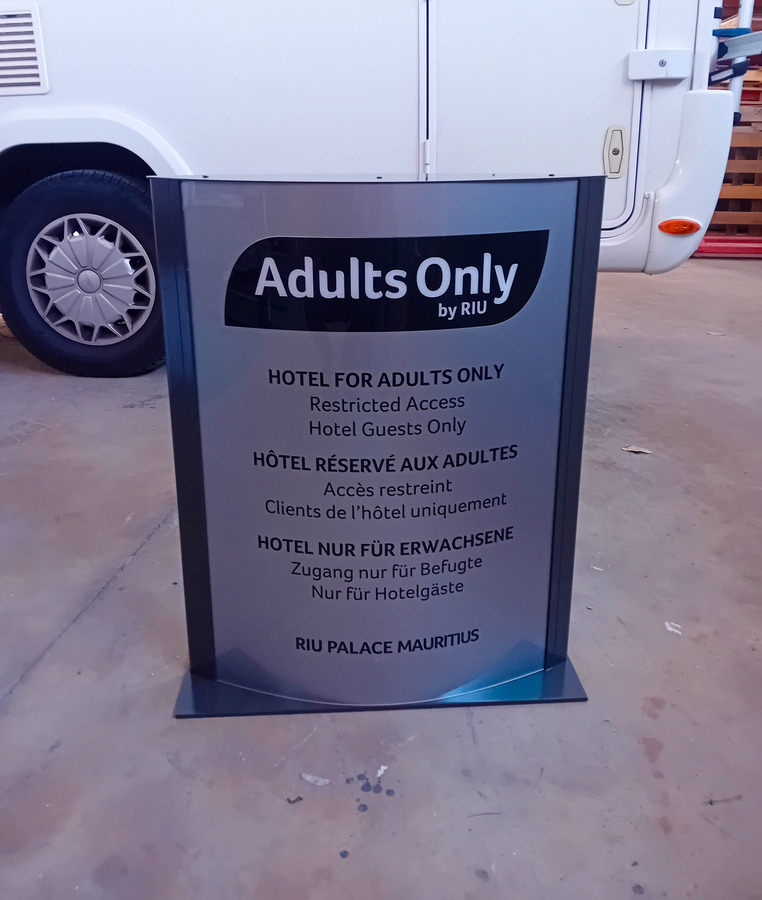 Adults Only
by RIU
HOTEL FOR ADULTS ONLY
Restricted Access
Hotel Guests Only
HÔTEL RÉSERVÉ AUX ADULTES
Accès restreint
Clients de l'hôtel uniquement
HOTEL NUR FÜR ERWACHSENE
Zugang nur für Befugte
Nur für Hotelgäste
RIU PALACE MAURITIUS